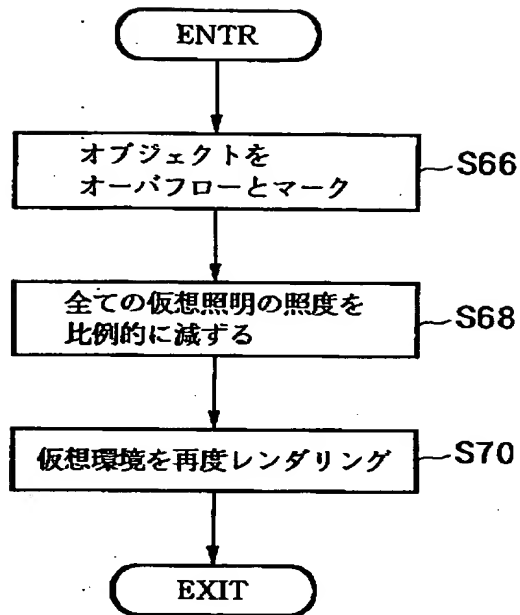 ENTR
オブジェクトを
オーバフローとマーク
S66
全ての仮想照明の照度を
比例的に減ずる
S68
仮想環境を再度レンダリング
S70
EXIT